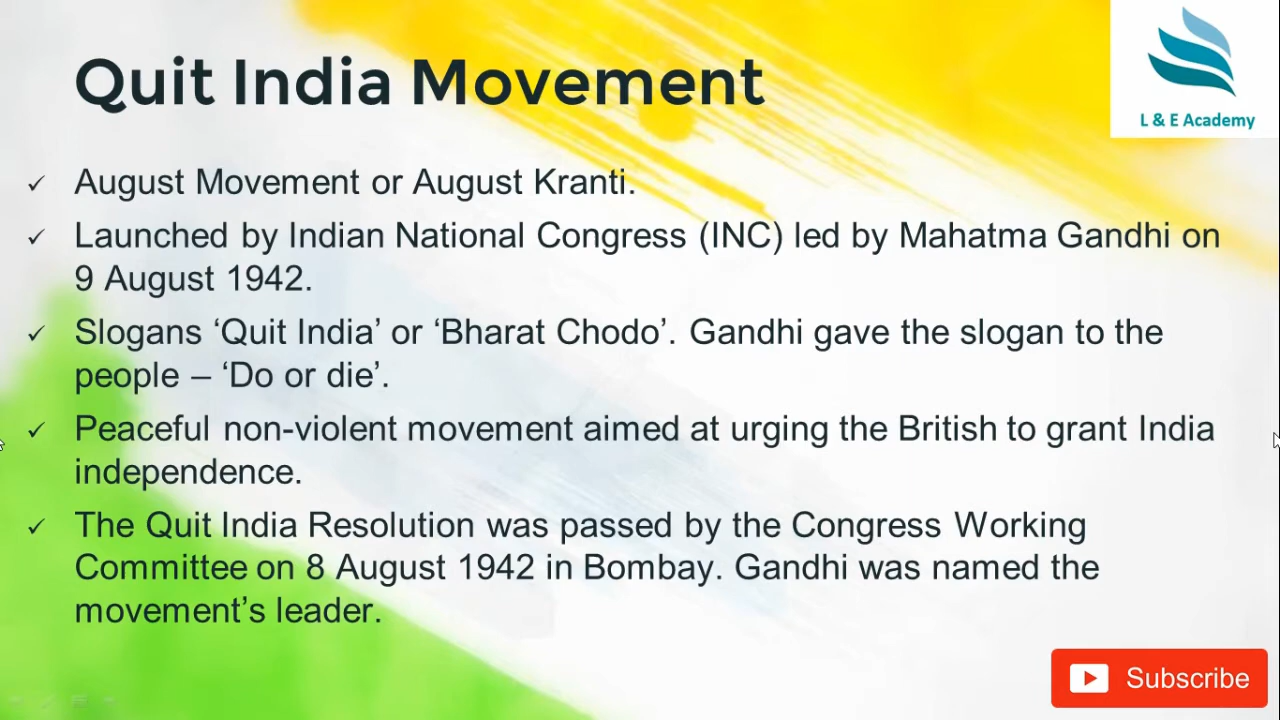 Quit India Movement
L & E Academy
✓ August Movement or August Kranti.
✓ Launched by Indian National Congress (INC) led by Mahatma Gandhi on
9 August 1942.
✓ Slogans ‘Quit India’ or ‘Bharat Chodo’. Gandhi gave the slogan to the
people – ‘Do or die’.
✓ Peaceful non-violent movement aimed at urging the British to grant India
independence.
✓ The Quit India Resolution was passed by the Congress Working
Committee on 8 August 1942 in Bombay. Gandhi was named the
movement’s leader.
Subscribe